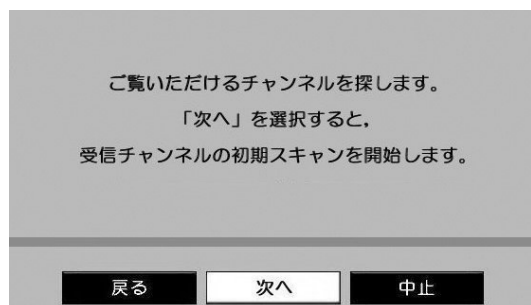 ご覧いただけるチャンネルを探します。
「次へ」を選択すると,
受信チャンネルの初期スキャンを開始します。
戻る
次へ
中止